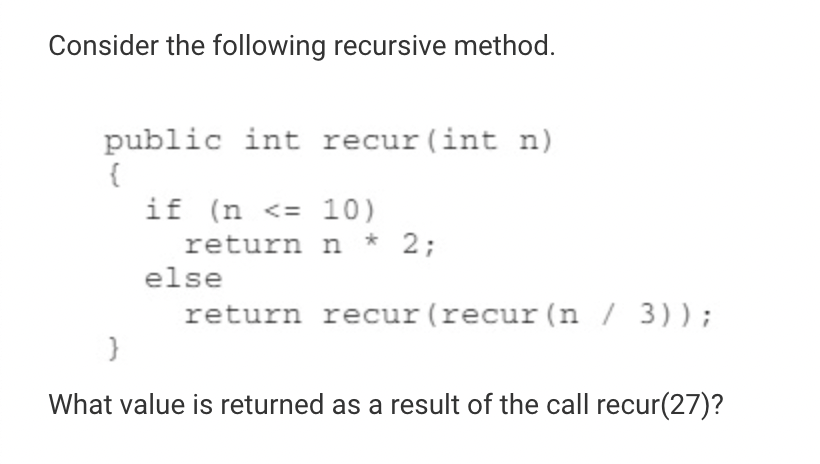 Consider the following recursive method.
public int recur(int n)
{
if (n <= 10)
return n * 2;
else
return recur(recur(n / 3));
}
What value is returned as a result of the call recur(27)?